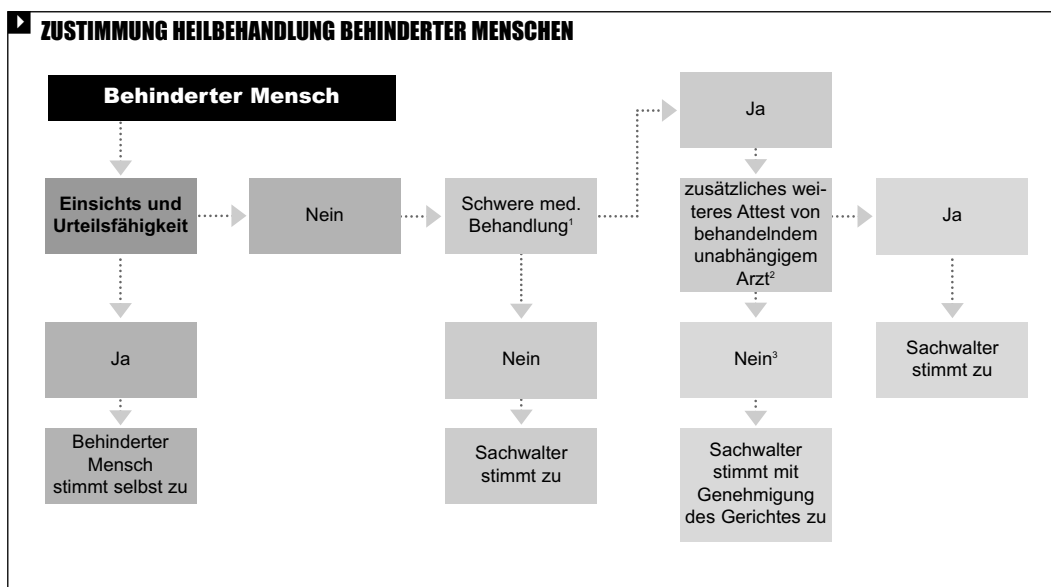 ZUSTIMMUNG HEILBEHANDLUNG BEHINDERTER MENSCHEN
Behinderter Mensch
Einsichts und
Urteilsfähigkeit
Nein
Schwere med.
Behandlung¹
Ja
zusätzliches wei-
teres Attest von
behandelndem
unabhängigem
Arzt²
Ja
Ja
Nein
Nein³
Sachwalter
stimmt zu
Behinderter
Mensch
stimmt selbst zu
Sachwalter
stimmt zu
Sachwalter
stimmt mit
Genehmigung
des Gerichtes zu